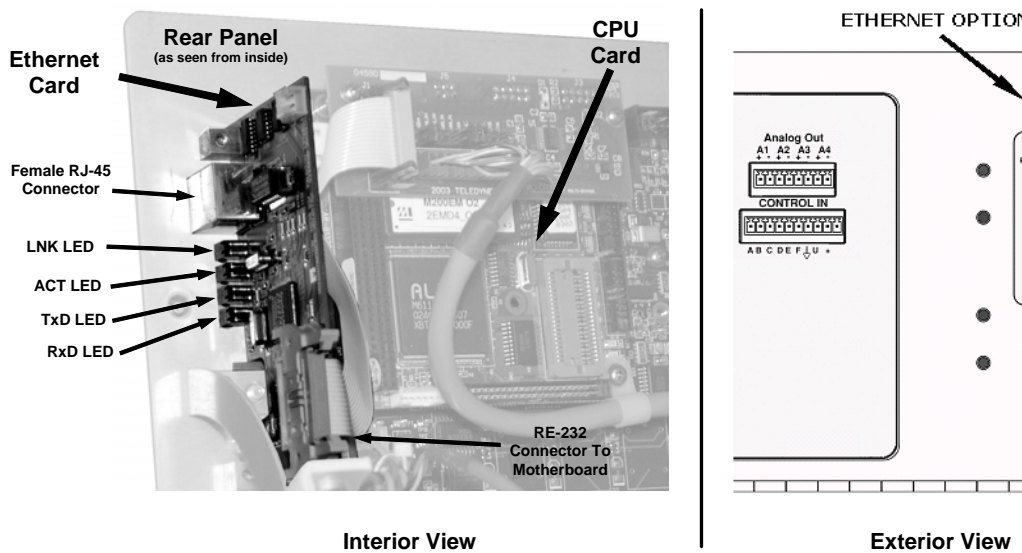 Rear Panel
(as seen from inside)
Ethernet
Card
CPU
Card
Female RJ-45
Connector
LNK LED
ACT LED
TxD LED
RxD LED
2003 TELEDYNE
RE-232
Connector To
Motherboard
Interior View
ETHERNET OPTION
Analog Out
A1 A2 A3 A4
+ - + - + - + -
CONTROL IN
A B C D E F ⏚ U +
Exterior View